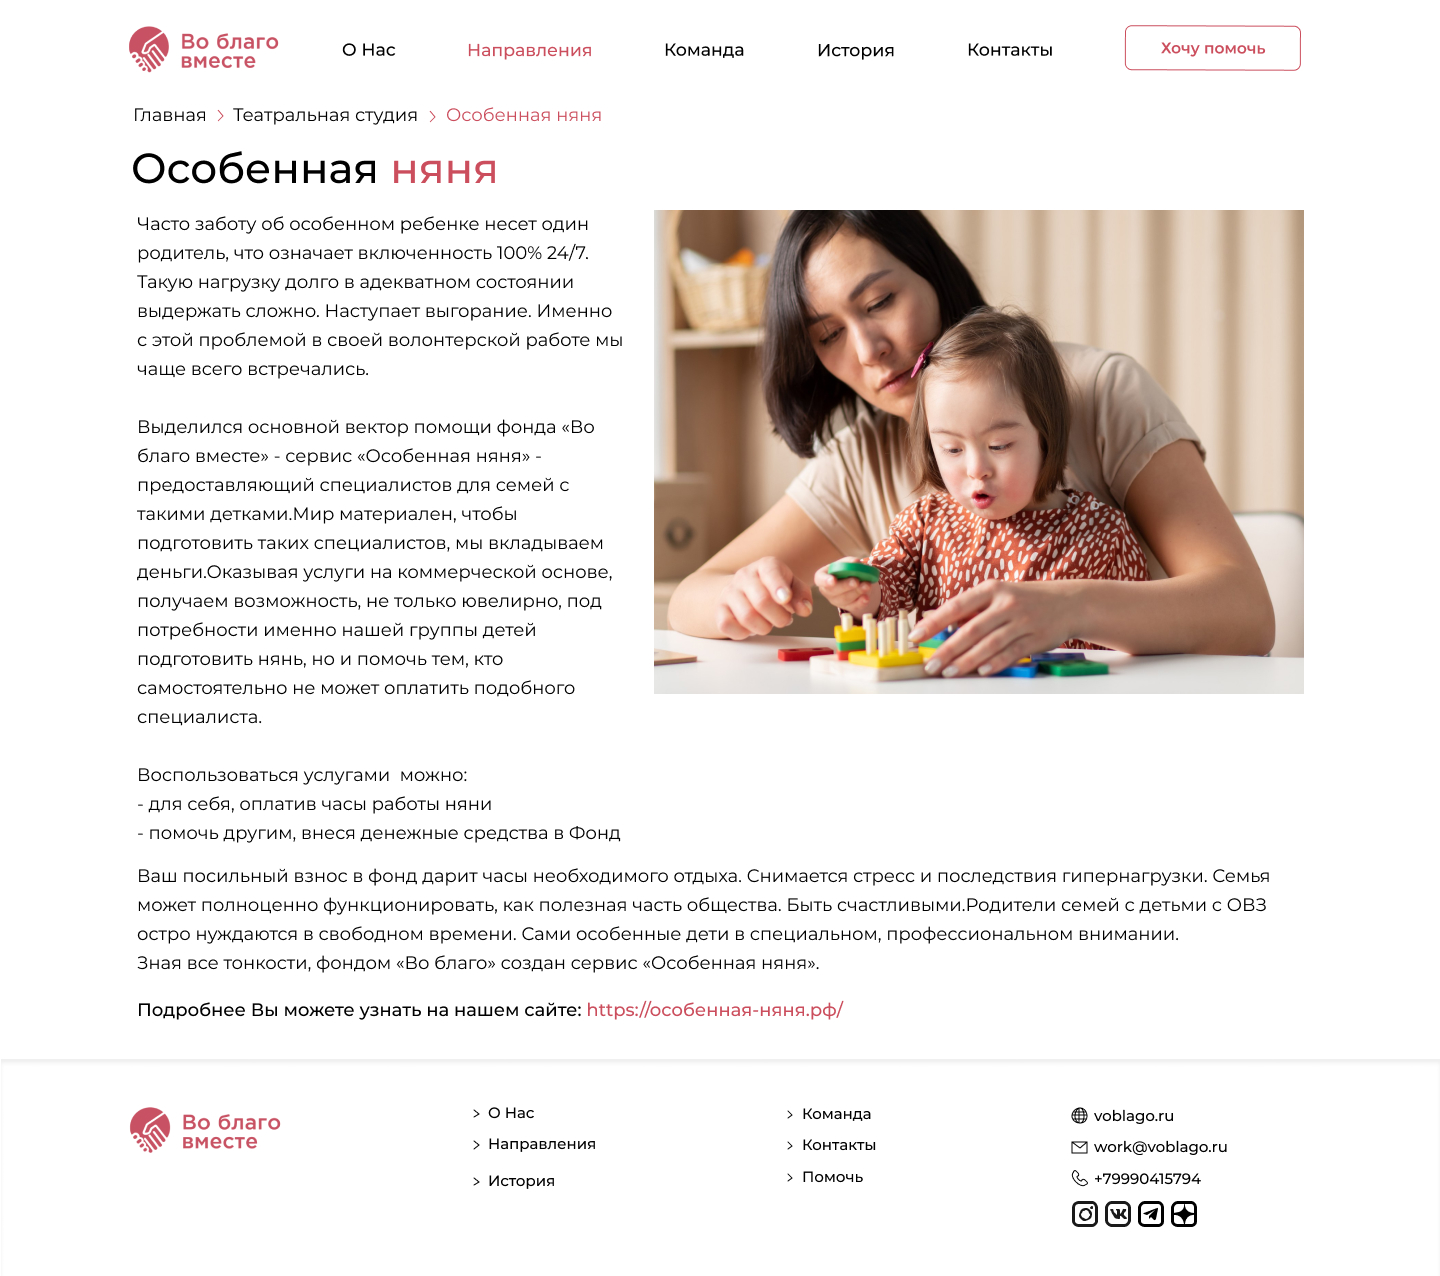 Во благо
вместе
О Нас
Направления
Команда
История
Контакты
Хочу помочь
Главная > Театральная студия > Особенная няня
Особенная няня
Часто заботу об особенном ребенке несет один
родитель, что означает включенность 100% 24/7.
Такую нагрузку долго в адекватном состоянии
выдержать сложно. Наступает выгорание. Именно
с этой проблемой в своей волонтерской работе мы
чаще всего встречались.
Выделился основной вектор помощи фонда «Во
благо вместе» - сервис «Особенная няня» -
предоставляющий специалистов для семей с
такими детками.Мир материален, чтобы
подготовить таких специалистов, мы вкладываем
деньги.Оказывая услуги на коммерческой основе,
получаем возможность, не только ювелирно, под
потребности именно нашей группы детей
подготовить нянь, но и помочь тем, кто
самостоятельно не может оплатить подобного
специалиста.
Воспользоваться услугами  можно:
- для себя, оплатив часы работы няни
- помочь другим, внеся денежные средства в Фонд
Ваш посильный взнос в фонд дарит часы необходимого отдыха. Снимается стресс и последствия гипернагрузки. Семья
может полноценно функционировать, как полезная часть общества. Быть счастливыми.Родители семей с детьми с ОВЗ
остро нуждаются в свободном времени. Сами особенные дети в специальном, профессиональном внимании.
Зная все тонкости, фондом «Во благо» создан сервис «Особенная няня».
Подробнее Вы можете узнать на нашем сайте: https://особенная-няня.рф/
Во благо
вместе
> О Нас
> Направления
> История
> Команда
> Контакты
> Помочь
voblago.ru
work@voblago.ru
+79990415794